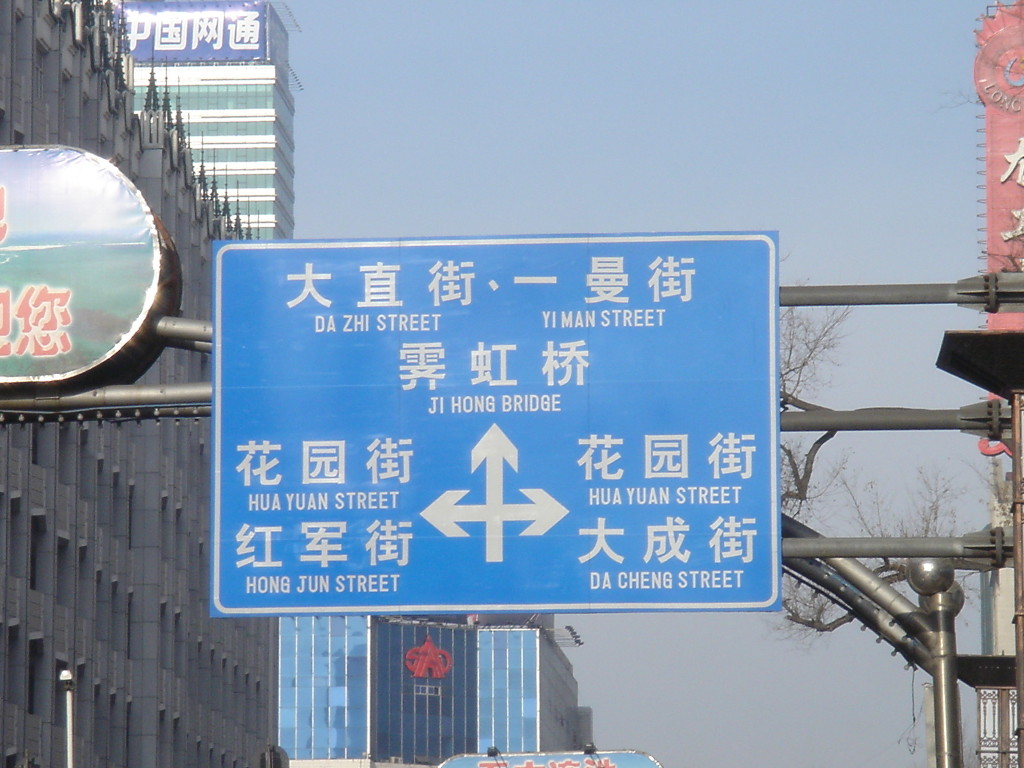 中国网通
大直街、一曼街
DA ZHI STREET YI MAN STREET
霁虹桥
JI HONG BRIDGE
花园街 花园街
HUA YUAN STREET HUA YUAN STREET
红军街 大成街
HONG JUN STREET DA CHENG STREET
迎您